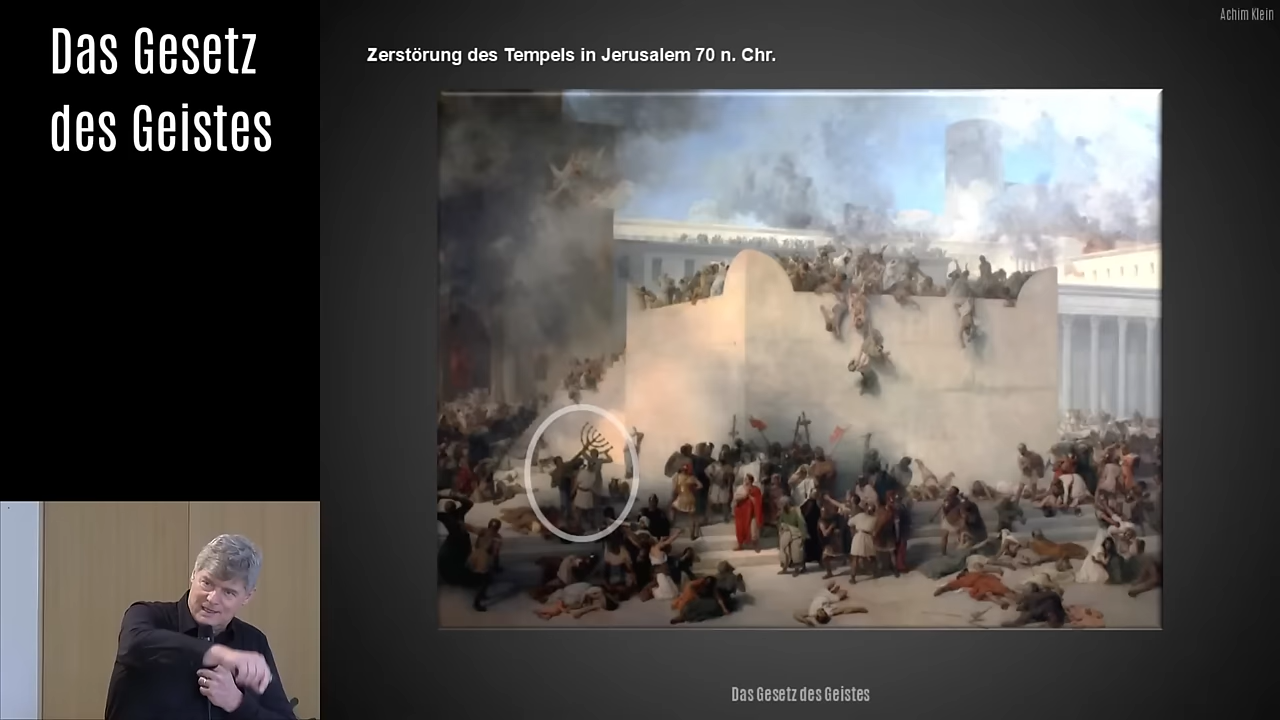 Das Gesetz
des Geistes
Achim Klein
Zerstörung des Tempels in Jerusalem 70 n. Chr.
Das Gesetz des Geistes